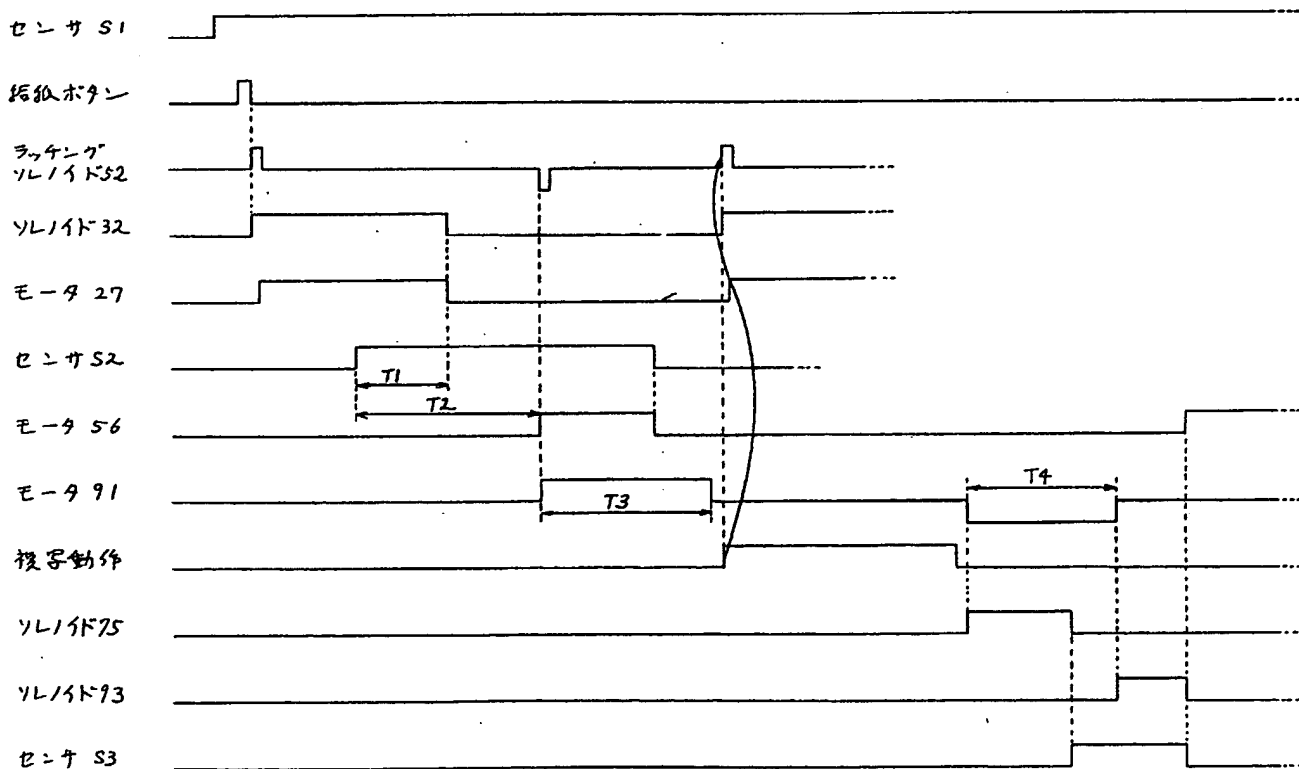 センサ S1
給紙ボタン
ラッチング
ソレノイド52
ソレノイド32
モータ 27
センサ S2
T1
T2
モータ 56
モータ 91
T3
T4
複写動作
ソレノイド75
ソレノイド93
センサ S3